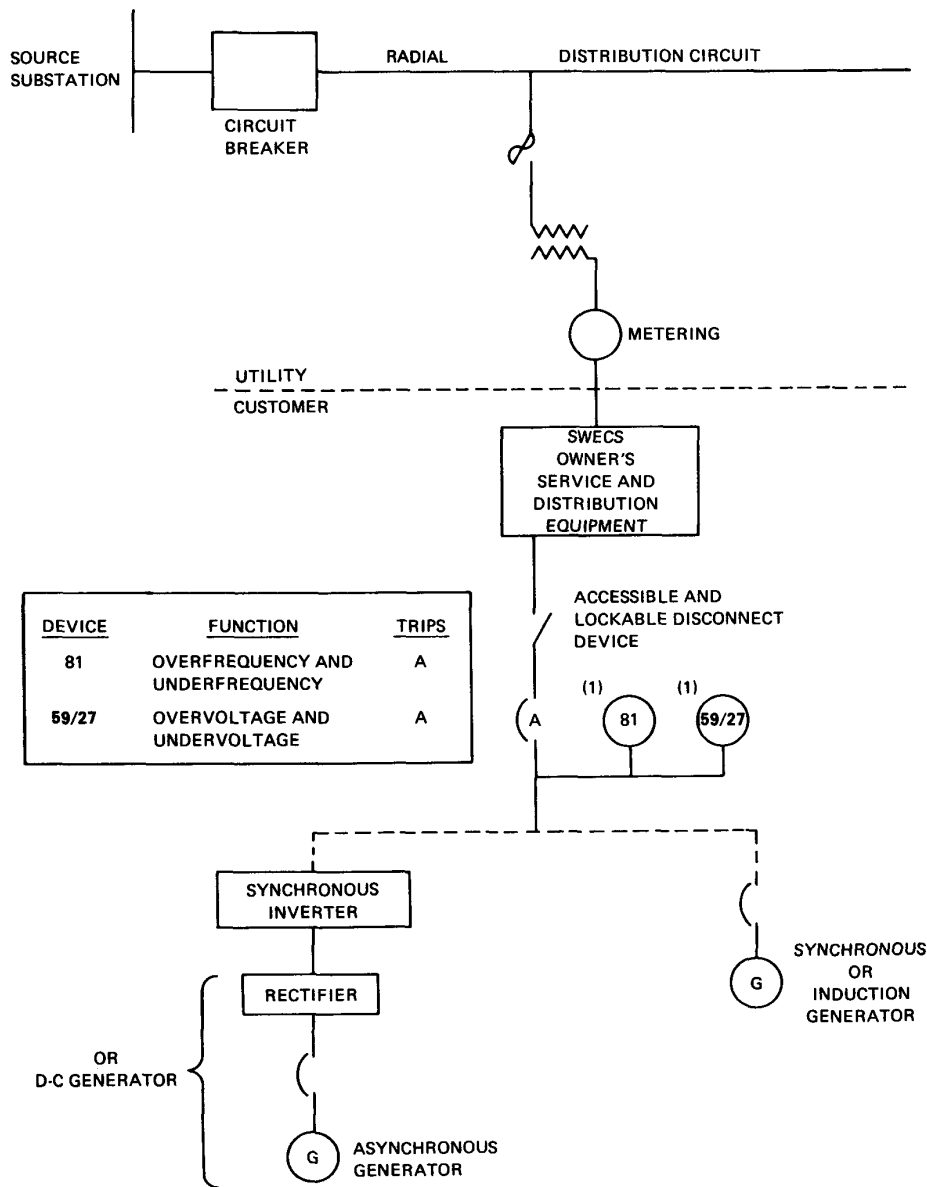 SOURCE
SUBSTATION
RADIAL
DISTRIBUTION CIRCUIT
CIRCUIT
BREAKER
METERING
UTILITY
CUSTOMER
SWECS
OWNER'S
SERVICE AND
DISTRIBUTION
EQUIPMENT
ACCESSIBLE AND
LOCKABLE DISCONNECT
DEVICE
DEVICE FUNCTION TRIPS
81 OVERFREQUENCY AND A
UNDERFREQUENCY
59/27 OVERVOLTAGE AND A
UNDERVOLTAGE
A
(1)
81
(1)
59/27
SYNCHRONOUS
INVERTER
RECTIFIER
OR
D-C GENERATOR
G
ASYNCHRONOUS
GENERATOR
G
SYNCHRONOUS
OR
INDUCTION
GENERATOR